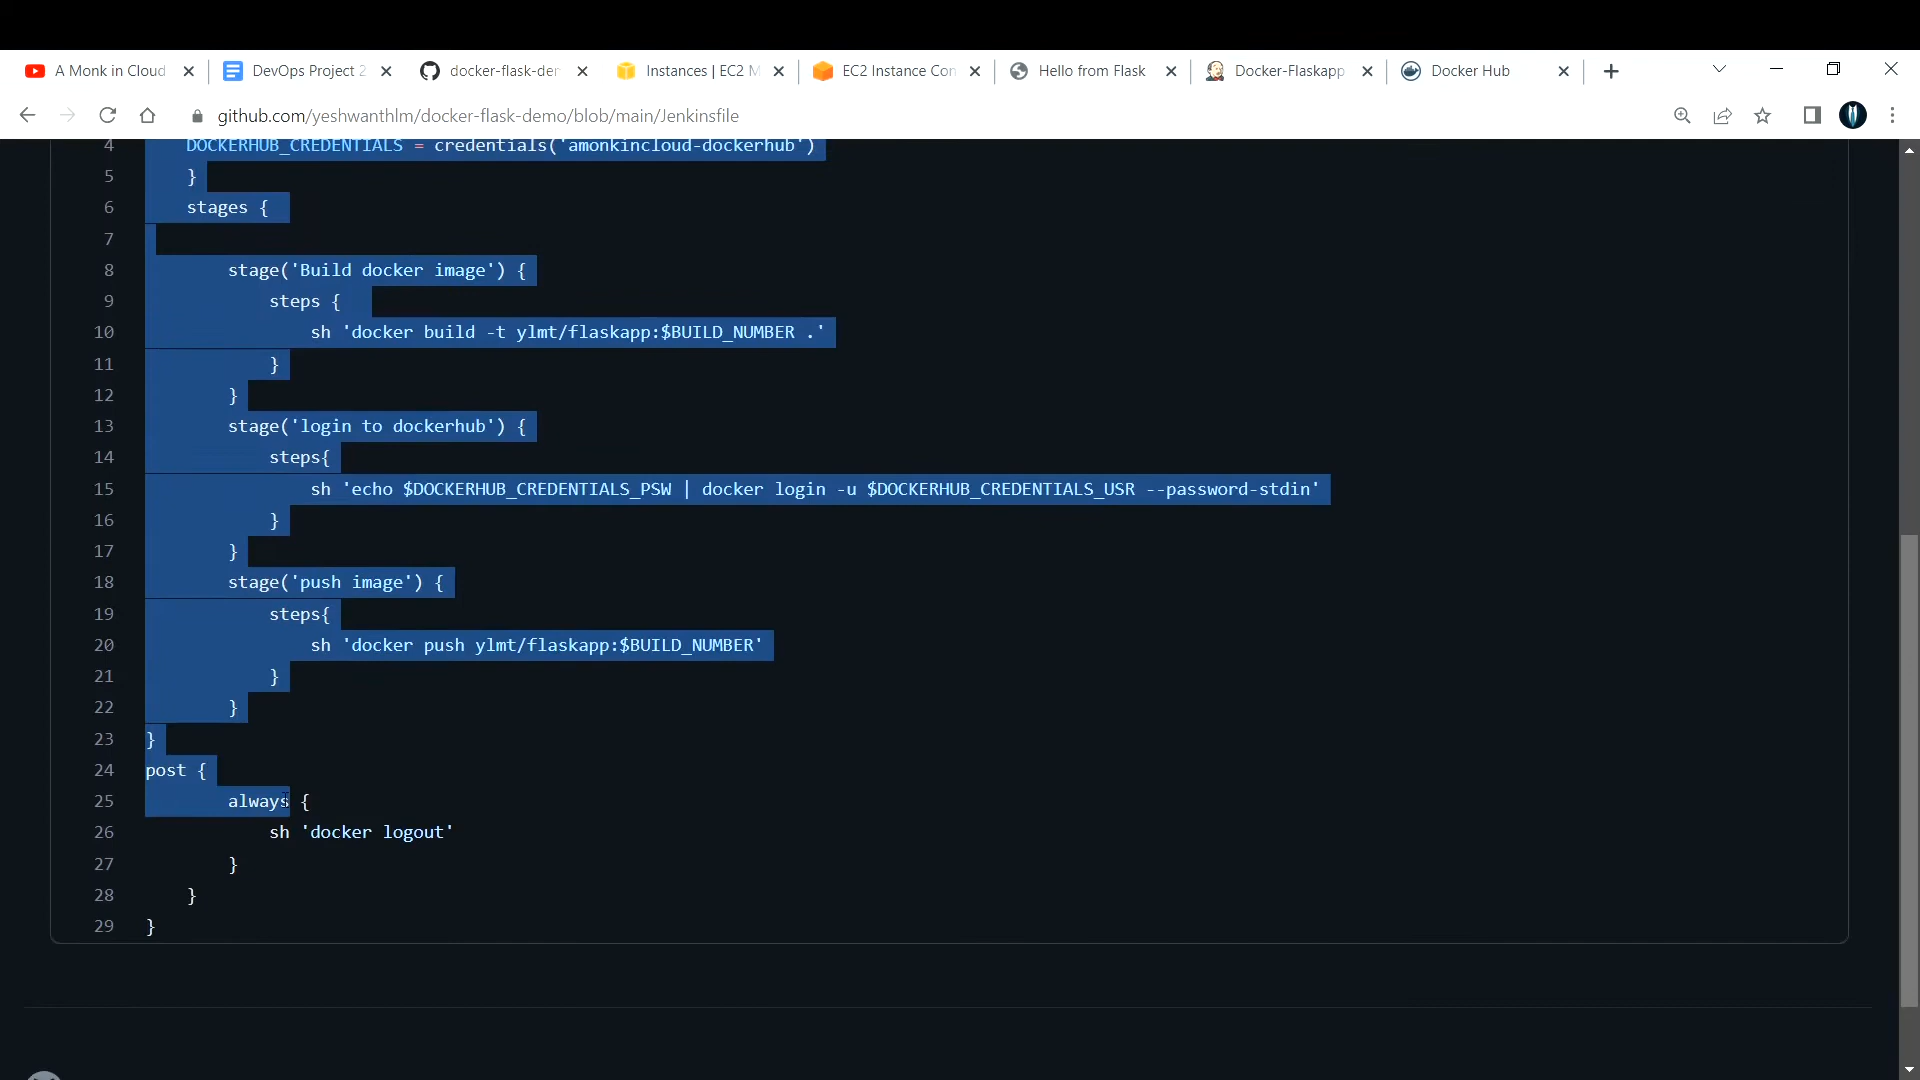 A Monk in Cloud
DevOps Project 2
docker-flask-der
Instances | EC2 M
EC2 Instance Con
Hello from Flask
Docker-Flaskapp
Docker Hub
github.com/yeshwanthlm/docker-flask-demo/blob/main/Jenkinsfile
4 DOCKERHUB_CREDENTIALS = credentials('amonkincloud-dockerhub')
5 }
6 stages {
7
8 stage('Build docker image') {
9 steps {
10 sh 'docker build -t ylmt/flaskapp:$BUILD_NUMBER .'
11 }
12 }
13 stage('login to dockerhub') {
14 steps{
15 sh 'echo $DOCKERHUB_CREDENTIALS_PSW | docker login -u $DOCKERHUB_CREDENTIALS_USR --password-stdin'
16 }
17 }
18 stage('push image') {
19 steps{
20 sh 'docker push ylmt/flaskapp:$BUILD_NUMBER'
21 }
22 }
23 }
24 post {
25 always {
26 sh 'docker logout'
27 }
28 }
29 }